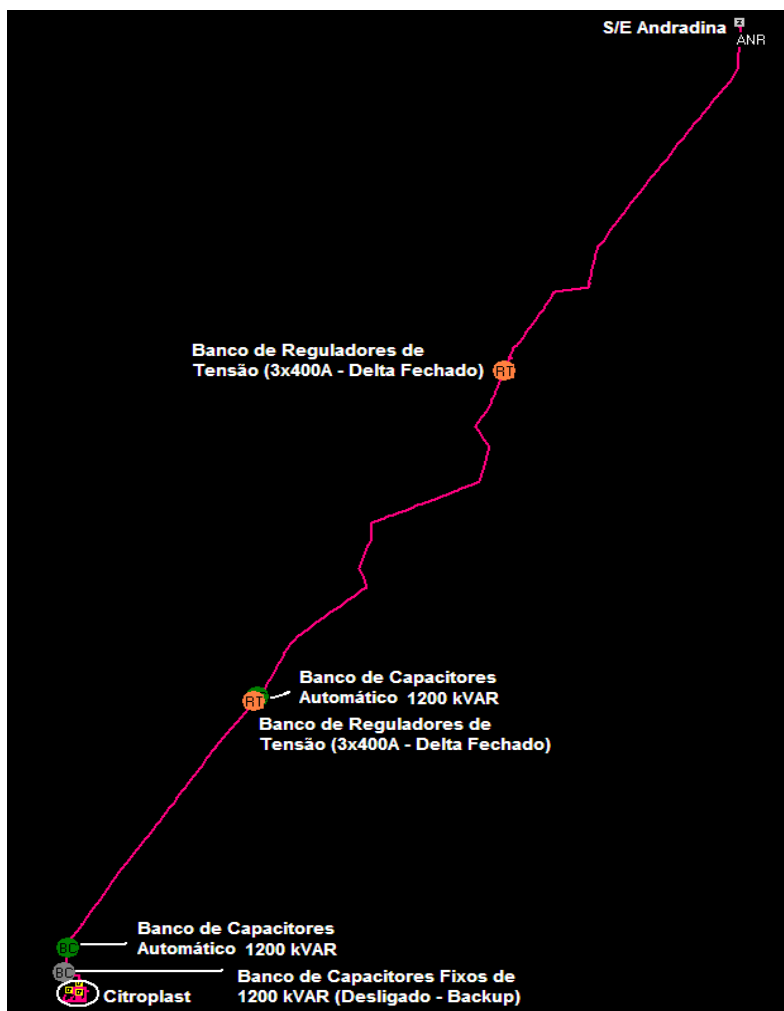 S/E Andradina
Z
ANR
Banco de Reguladores de
Tensão (3x400A - Delta Fechado)
RT
Banco de Capacitores
Automático 1200 kVAR
RT
Banco de Reguladores de
Tensão (3x400A - Delta Fechado)
Banco de Capacitores
Automático 1200 kVAR
BC
BC
Banco de Capacitores Fixos de
1200 kVAR (Desligado - Backup)
Citroplast